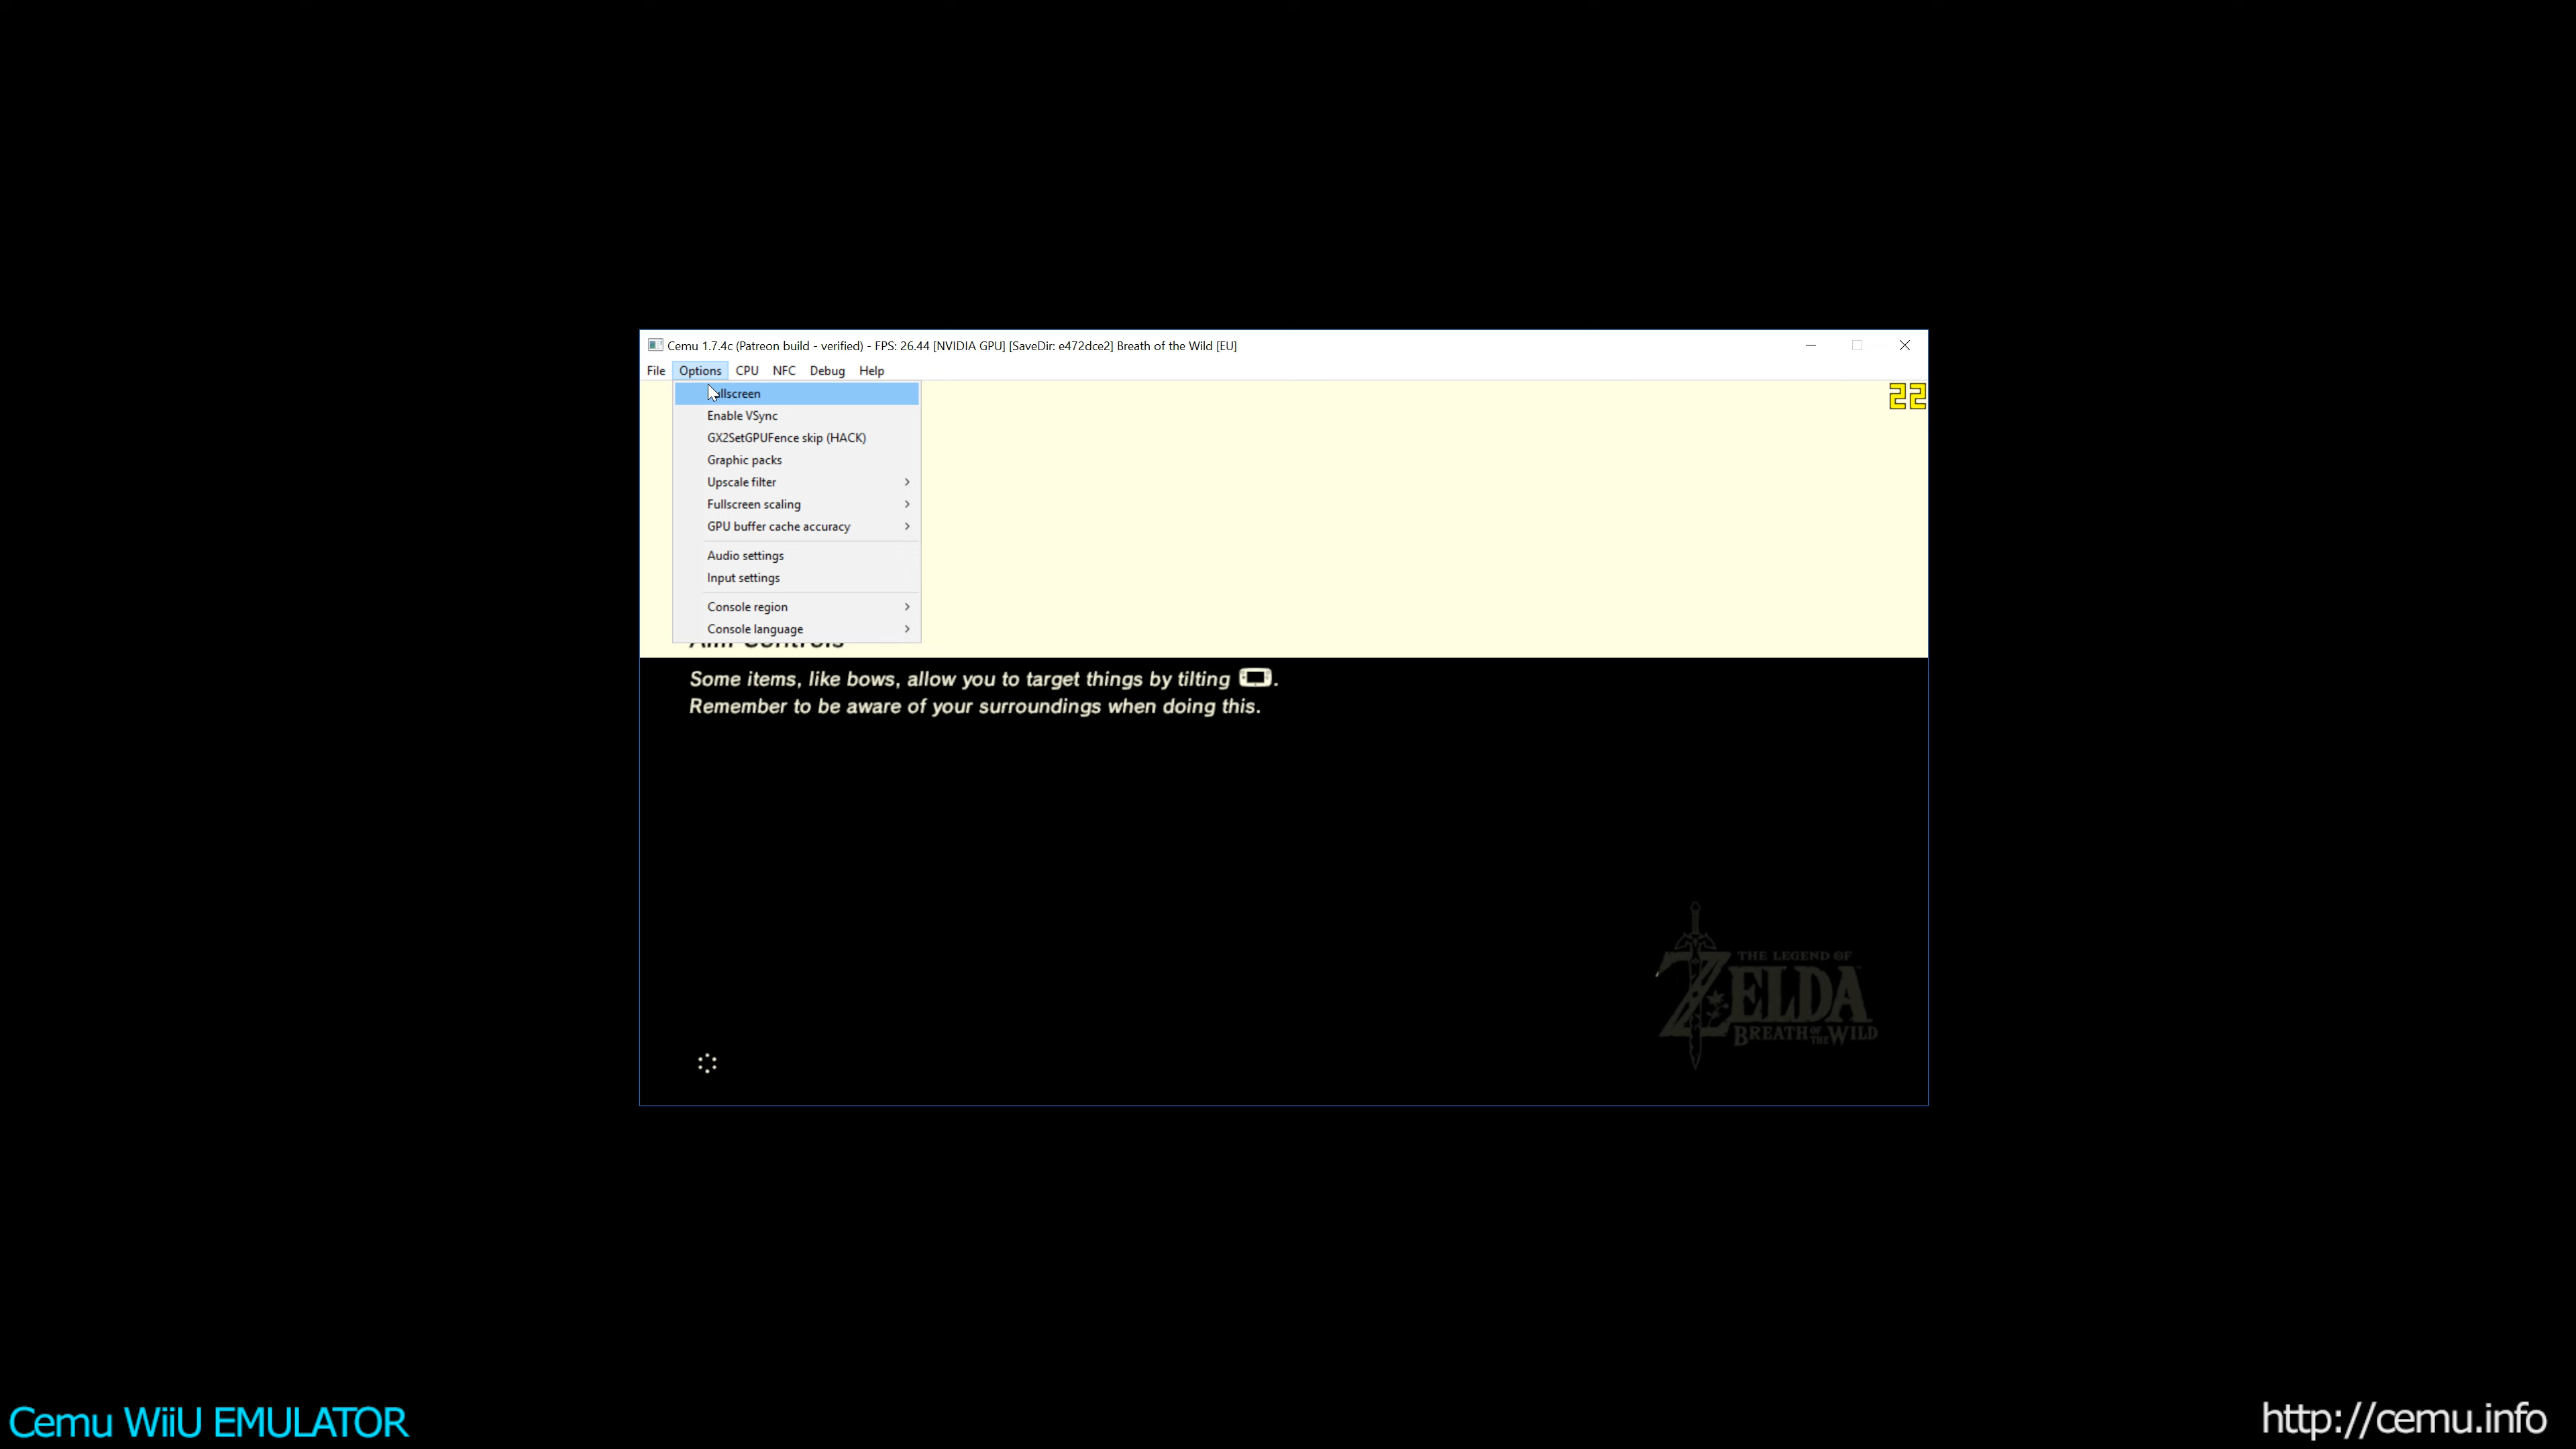 Cemu 1.7.4c (Patreon build - verified) - FPS: 26.44 [NVIDIA GPU] [SaveDir: e472dce2] Breath of the Wild [EU]
File Options CPU NFC Debug Help
22
Enable VSync
GX2SetGPUFence skip (HACK)
Graphic packs
Upscale filter
Fullscreen scaling
GPU buffer cache accuracy
Audio settings
Input settings
Console region
Console language
Some items, like bows, allow you to target things by tilting .
Remember to be aware of your surroundings when doing this.
THE LEGEND OF
ZELDA
BREATH OF THE WILD
Cemu WiiU EMULATOR
http://cemu.info